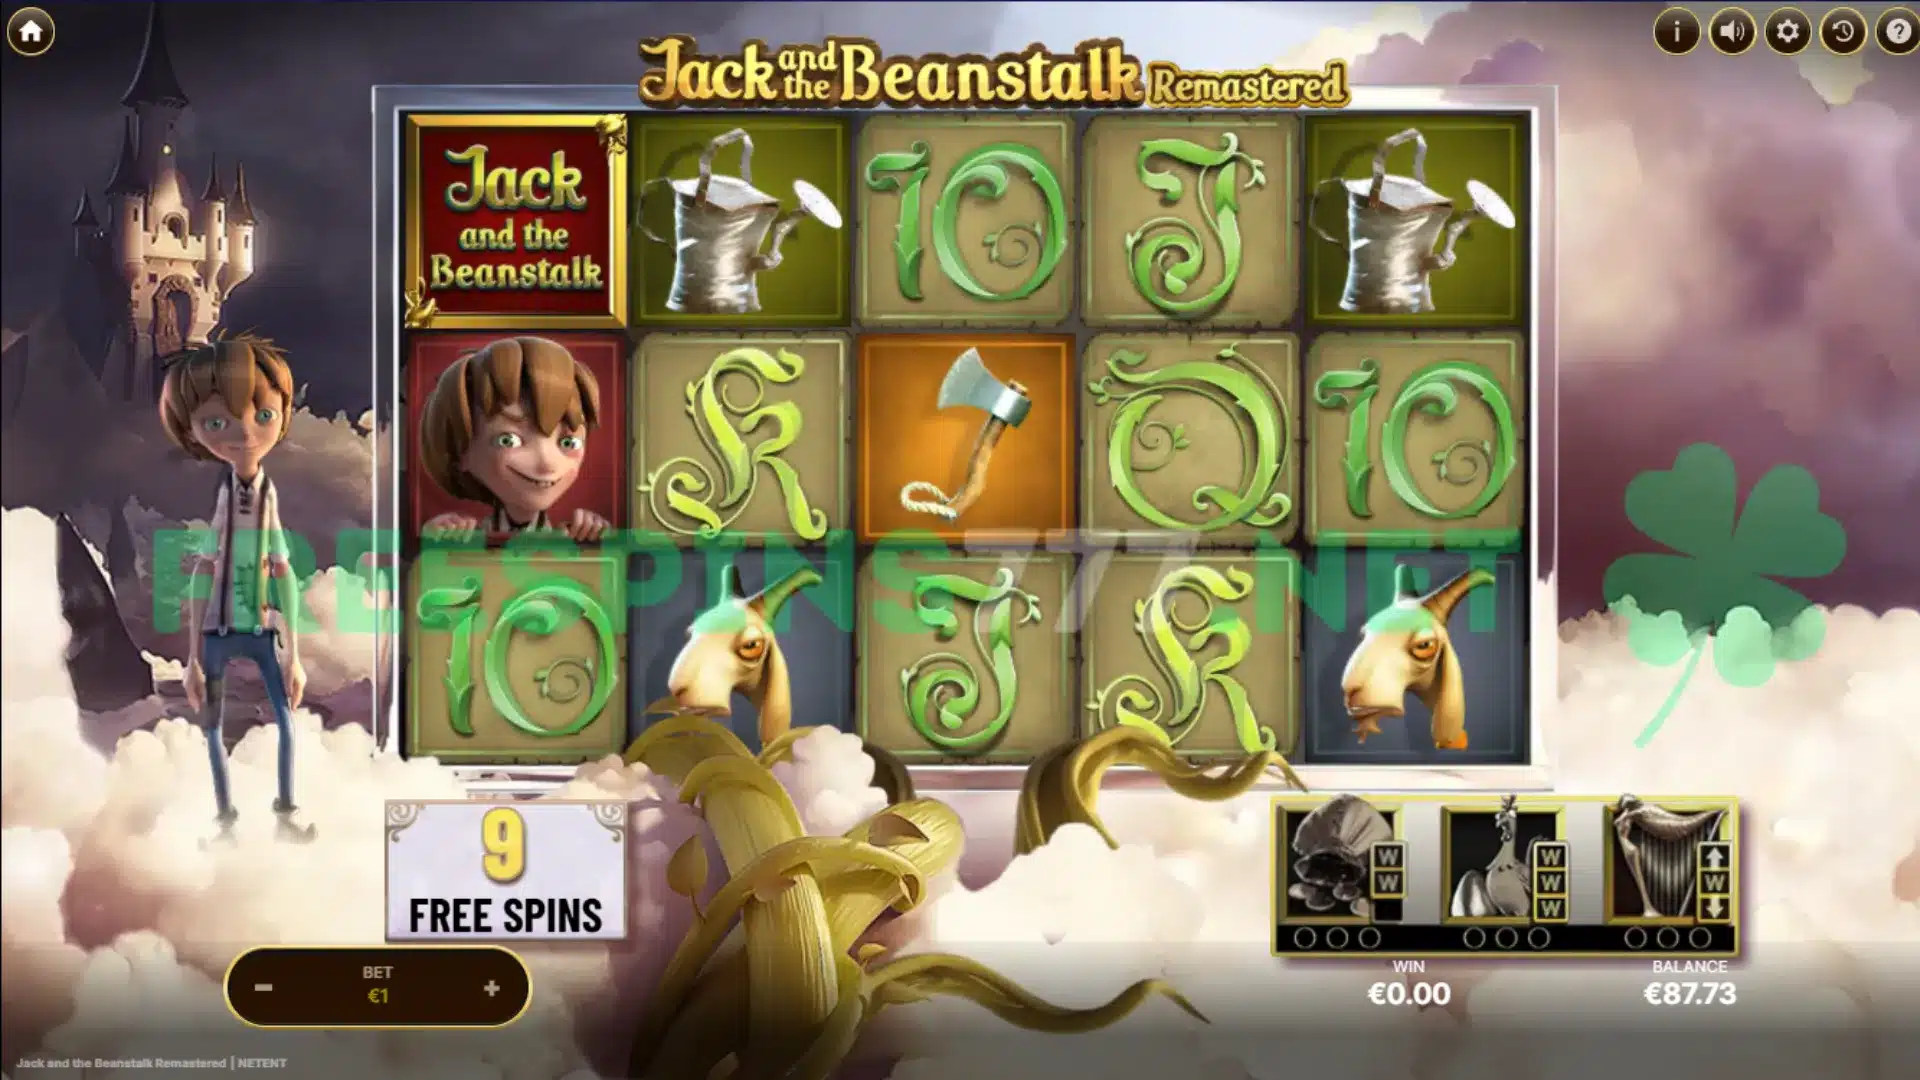 Jack and the Beanstalk Remastered
i
?
Jack
and the
Beanstalk
10
J
K
Q
10
FREESPINS777.NET
10
J
K
9
FREE SPINS
W
W
W
W
W
W
BET
€1
WIN
€0.00
BALANCE
€87.73
Jack and the Beanstalk Remastered | NETENT